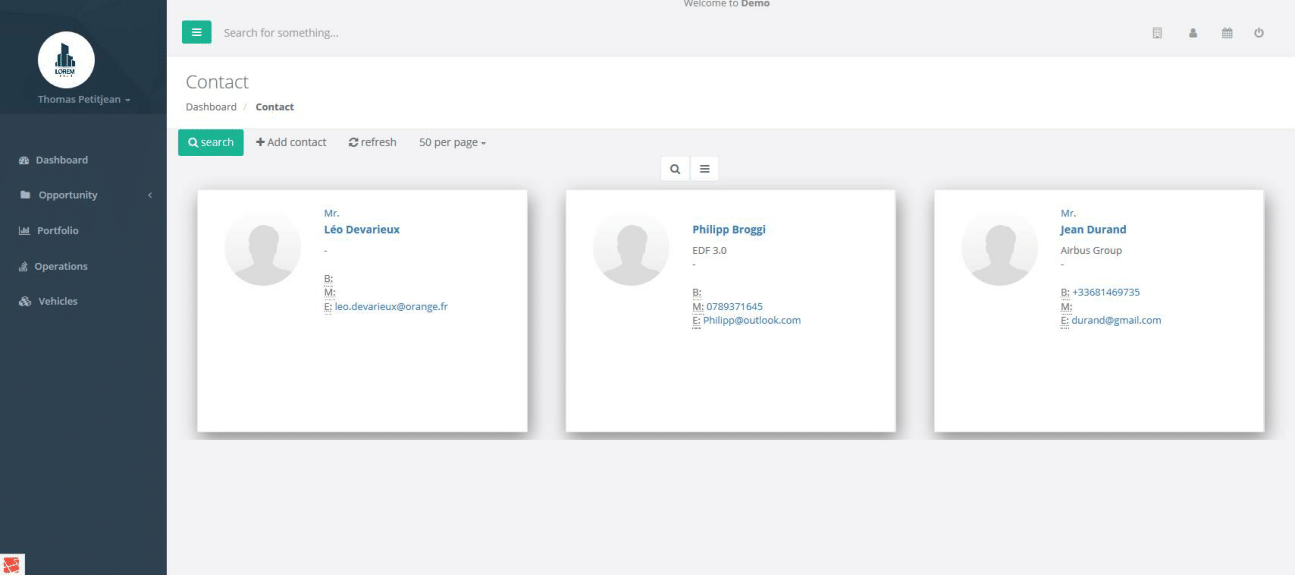 Welcome to Demo
Search for something...
LOREM
Thomas Petitjean
Contact
Dashboard / Contact
search
Add contact
refresh
50 per page
Dashboard
Opportunity
Portfolio
Operations
Vehicles
Mr.
Léo Devarieux
-
B:
M:
E: leo.devarieux@orange.fr
Philipp Broggi
EDF 3.0
-
B:
M: 0789371645
E: Philipp@outlook.com
Mr.
Jean Durand
Airbus Group
-
B: +33681469735
M:
E: durand@gmail.com